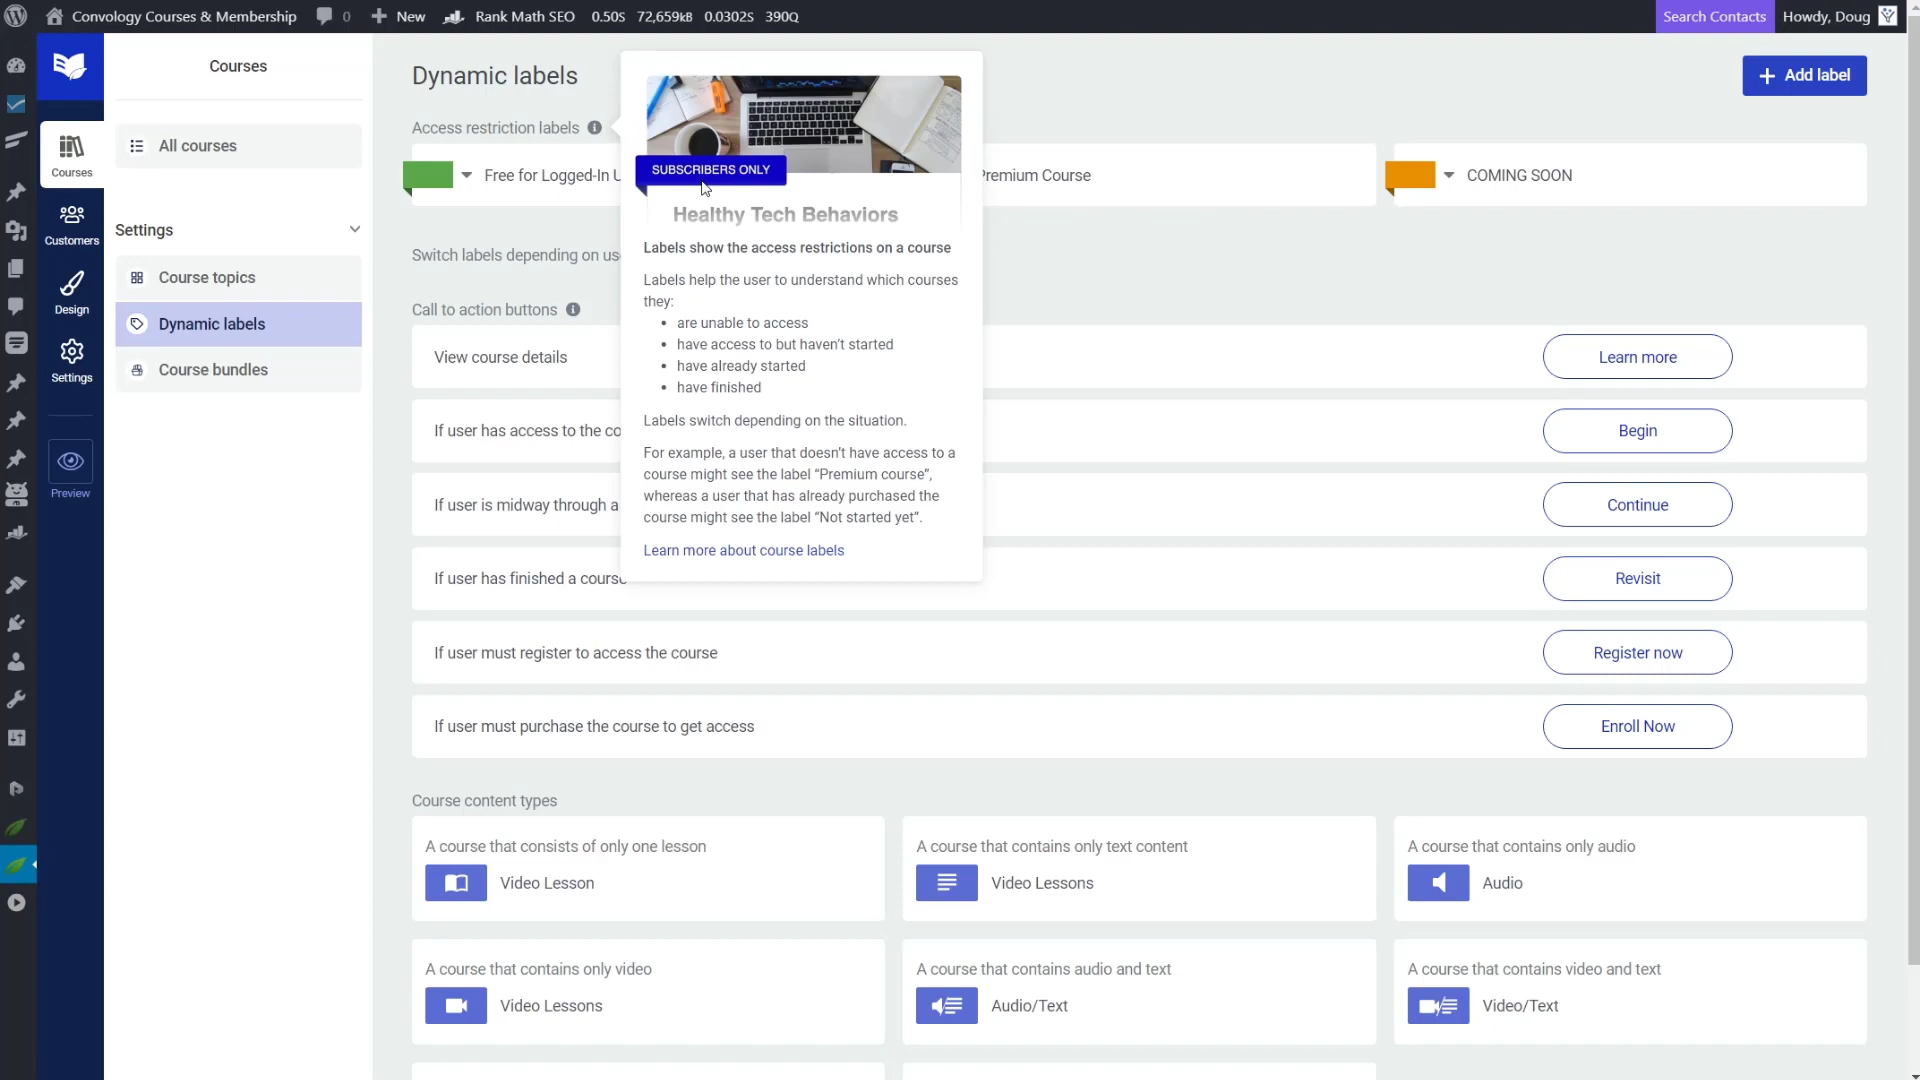 Convology Courses & Membership
0
New
Rank Math SEO
0.50S 72,659KB 0.0302S 390Q
Search Contacts
Howdy, Doug
Courses
All courses
Settings
Course topics
Dynamic labels
Course bundles
Courses
Customers
Design
Settings
Preview
Dynamic labels
Add label
Access restriction labels
Free for Logged-In U
Premium Course
COMING SOON
SUBSCRIBERS ONLY
Healthy Tech Behaviors
Labels show the access restrictions on a course
Labels help the user to understand which courses
they:
• are unable to access
• have access to but haven't started
• have already started
• have finished
Labels switch depending on the situation.
For example, a user that doesn't have access to a
course might see the label “Premium course”,
whereas a user that has already purchased the
course might see the label “Not started yet”.
Learn more about course labels
Switch labels depending on us
Call to action buttons
View course details
Learn more
If user has access to the co
Begin
If user is midway through a
Continue
If user has finished a course
Revisit
If user must register to access the course
Register now
If user must purchase the course to get access
Enroll Now
Course content types
A course that consists of only one lesson
Video Lesson
A course that contains only text content
Video Lessons
A course that contains only audio
Audio
A course that contains only video
Video Lessons
A course that contains audio and text
Audio/Text
A course that contains video and text
Video/Text